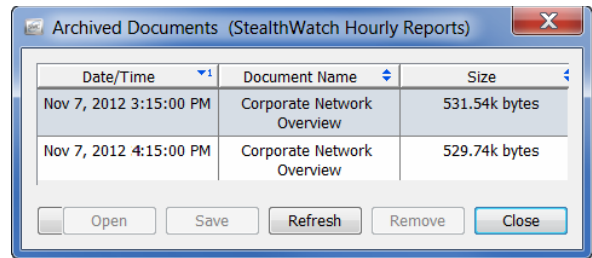 Archived Documents (StealthWatch Hourly Reports)
Date/Time 1 Document Name Size
Nov 7, 2012 3:15:00 PM Corporate Network 531.54k bytes
Overview
Nov 7, 2012 4:15:00 PM Corporate Network 529.74k bytes
Overview
Open Save Refresh Remove Close